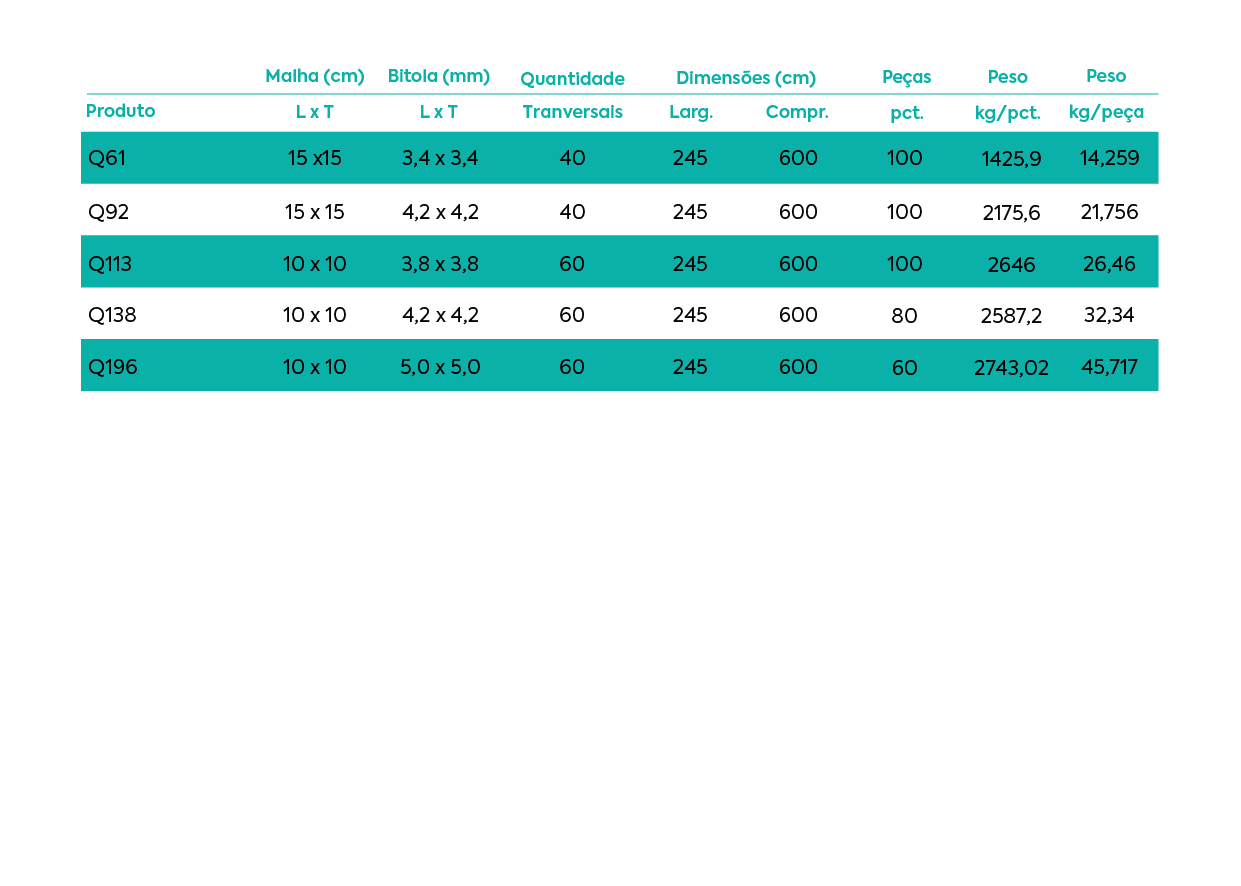 Malha (cm) Bitola (mm) Quantidade Dimensões (cm) Peças Peso Peso
Produto L x T L x T Tranversais Larg. Compr. pct. kg/pct. kg/peça
Q61 15 x15 3,4 x 3,4 40 245 600 100 1425,9 14,259
Q92 15 x 15 4,2 x 4,2 40 245 600 100 2175,6 21,756
Q113 10 x 10 3,8 x 3,8 60 245 600 100 2646 26,46
Q138 10 x 10 4,2 x 4,2 60 245 600 80 2587,2 32,34
Q196 10 x 10 5,0 x 5,0 60 245 600 60 2743,02 45,717